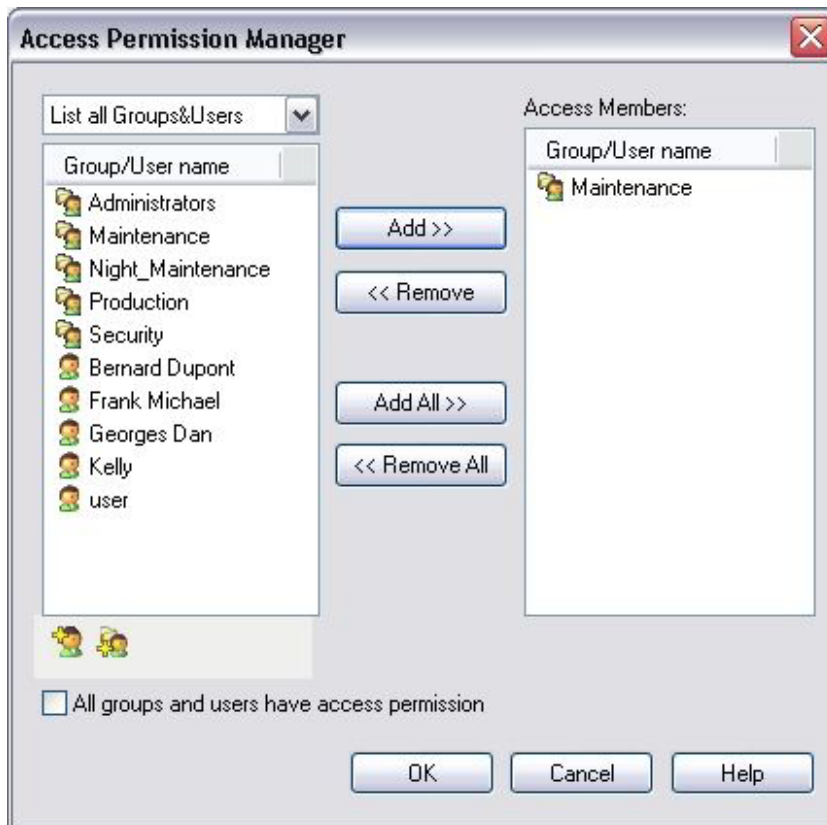 Access Permission Manager
List all Groups&Users
Group/User name
Administrators
Maintenance
Night_Maintenance
Production
Security
Bernard Dupont
Frank Michael
Georges Dan
Kelly
user
Add >>
<< Remove
Add All >>
<< Remove All
Access Members:
Group/User name
Maintenance
All groups and users have access permission
OK
Cancel
Help